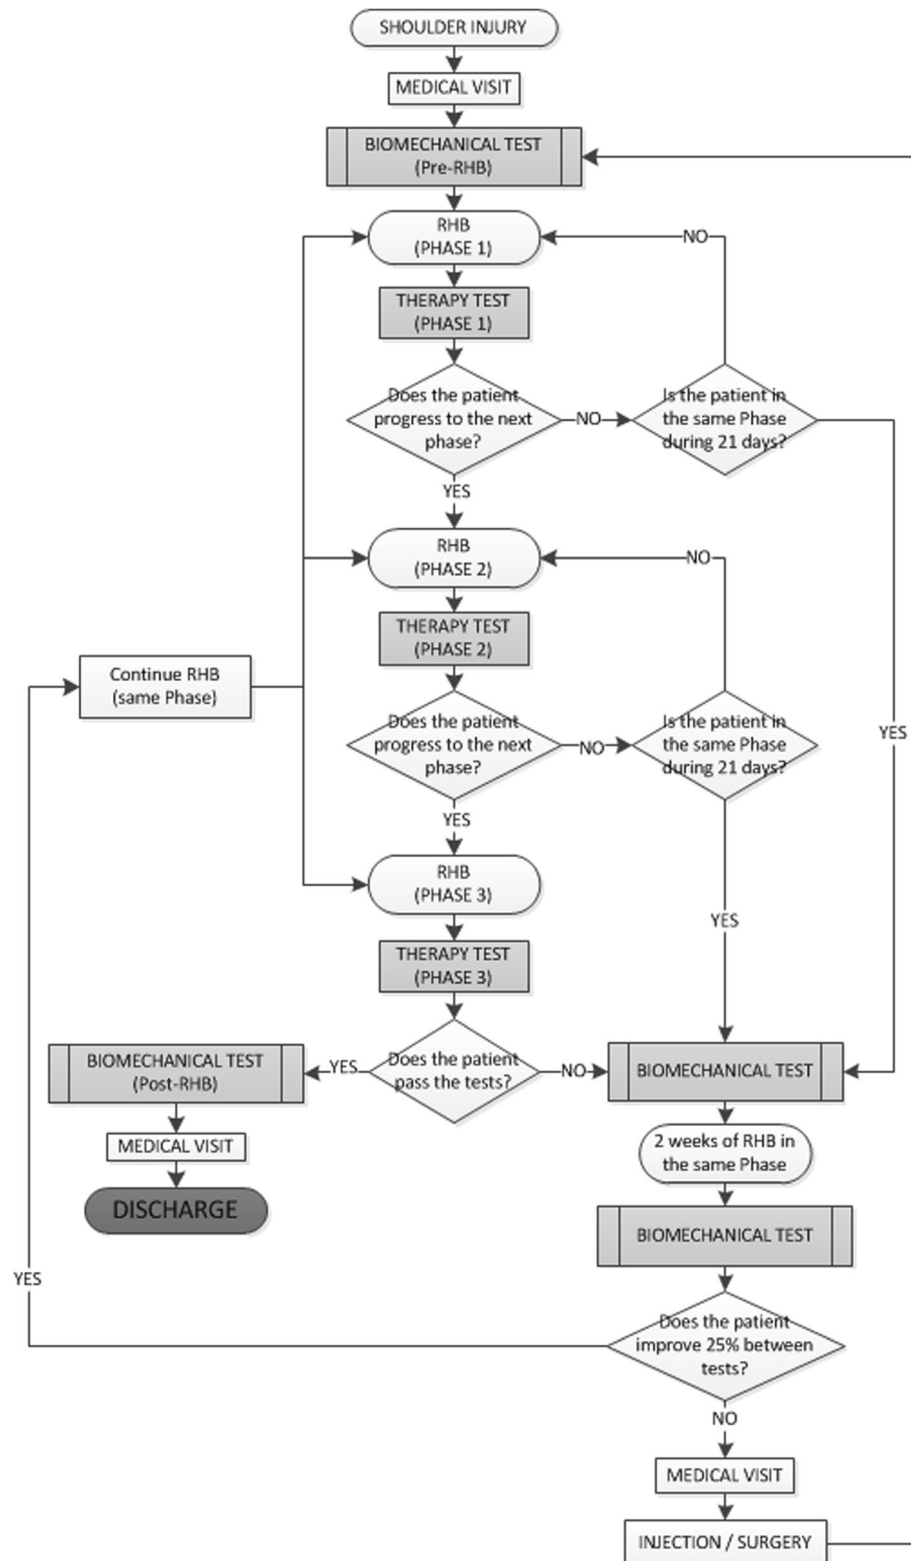 SHOULDER INJURY
MEDICAL VISIT
BIOMECHANICAL TEST
(Pre-RHB)
RHB
(PHASE 1)
NO
THERAPY TEST
(PHASE 1)
Does the patient
progress to the next
phase?
NO
Is the patient in
the same Phase
during 21 days?
YES
RHB
(PHASE 2)
NO
THERAPY TEST
(PHASE 2)
Continue RHB
(same Phase)
Does the patient
progress to the next
phase?
NO
Is the patient in
the same Phase
during 21 days?
YES
YES
RHB
(PHASE 3)
YES
THERAPY TEST
(PHASE 3)
BIOMECHANICAL TEST
(Post-RHB)
YES
Does the patient
pass the tests?
NO
BIOMECHANICAL TEST
MEDICAL VISIT
2 weeks of RHB in
the same Phase
DISCHARGE
BIOMECHANICAL TEST
YES
Does the patient
improve 25% between
tests?
NO
MEDICAL VISIT
INJECTION / SURGERY